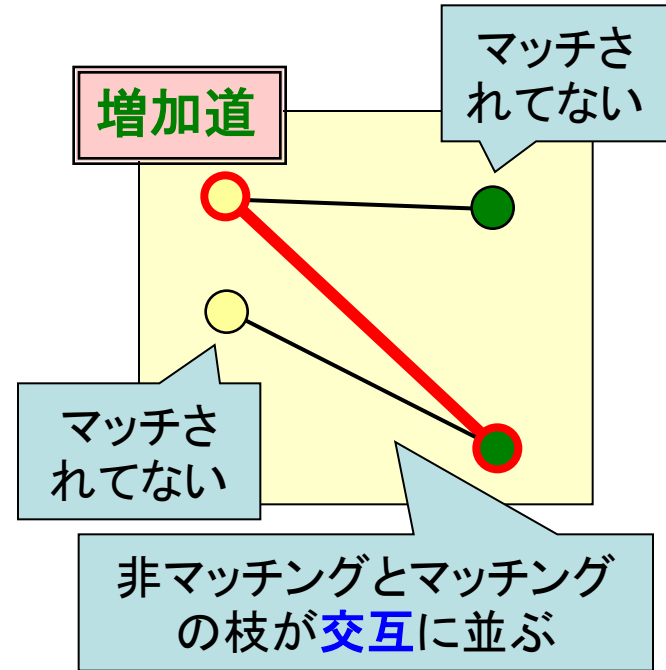 増加道
マッチさ
れてない
マッチさ
れてない
非マッチングとマッチング
の枝が交互に並ぶ